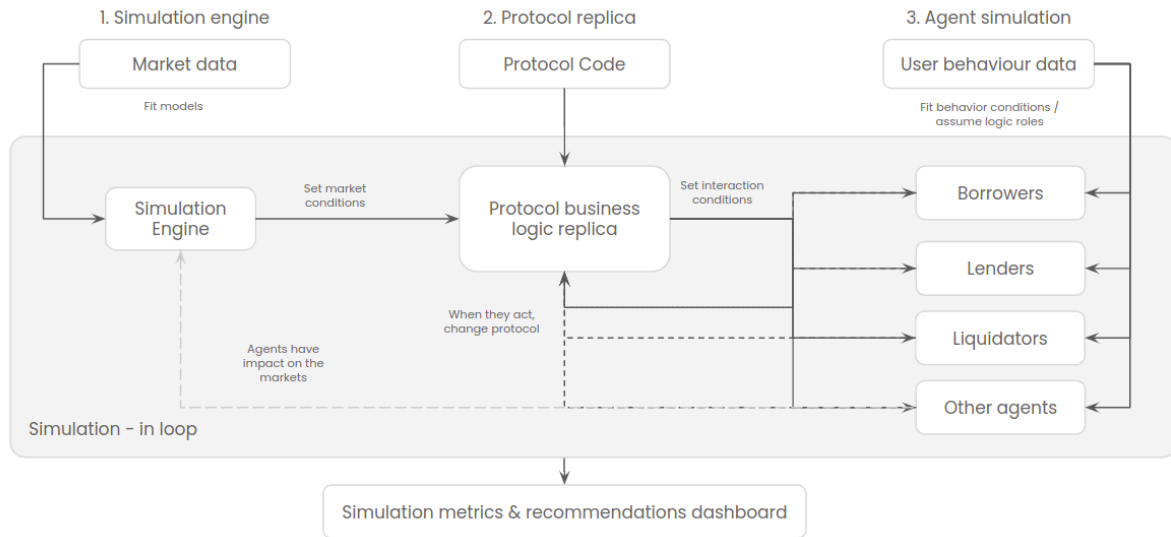 1. Simulation engine
2. Protocol replica
3. Agent simulation
Market data
Protocol Code
User behaviour data
Fit models
Fit behavior conditions /
assume logic roles
Set market
conditions
Set interaction
conditions
Simulation
Engine
Protocol business
logic replica
Borrowers
Lenders
Liquidators
Other agents
When they act,
change protocol
Agents have
impact on the
markets
Simulation - in loop
Simulation metrics & recommendations dashboard